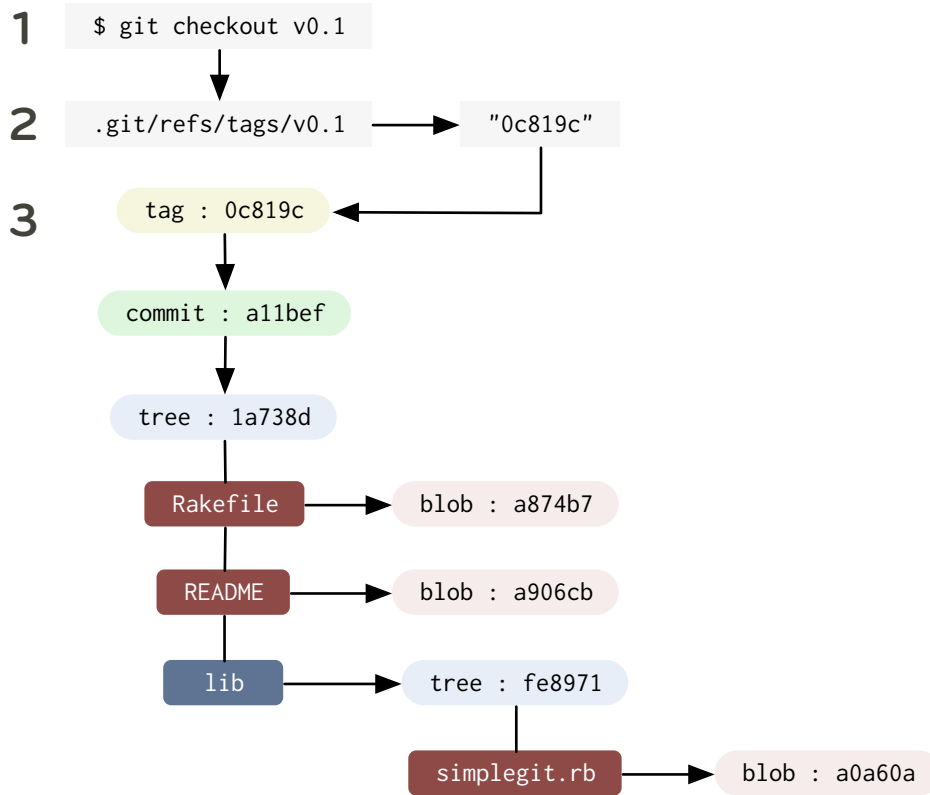 1 $ git checkout v0.1
2 .git/refs/tags/v0.1 "0c819c"
3 tag : 0c819c
commit : a11bef
tree : 1a738d
Rakefile blob : a874b7
README blob : a906cb
lib tree : fe8971
simplegit.rb blob : a0a60a